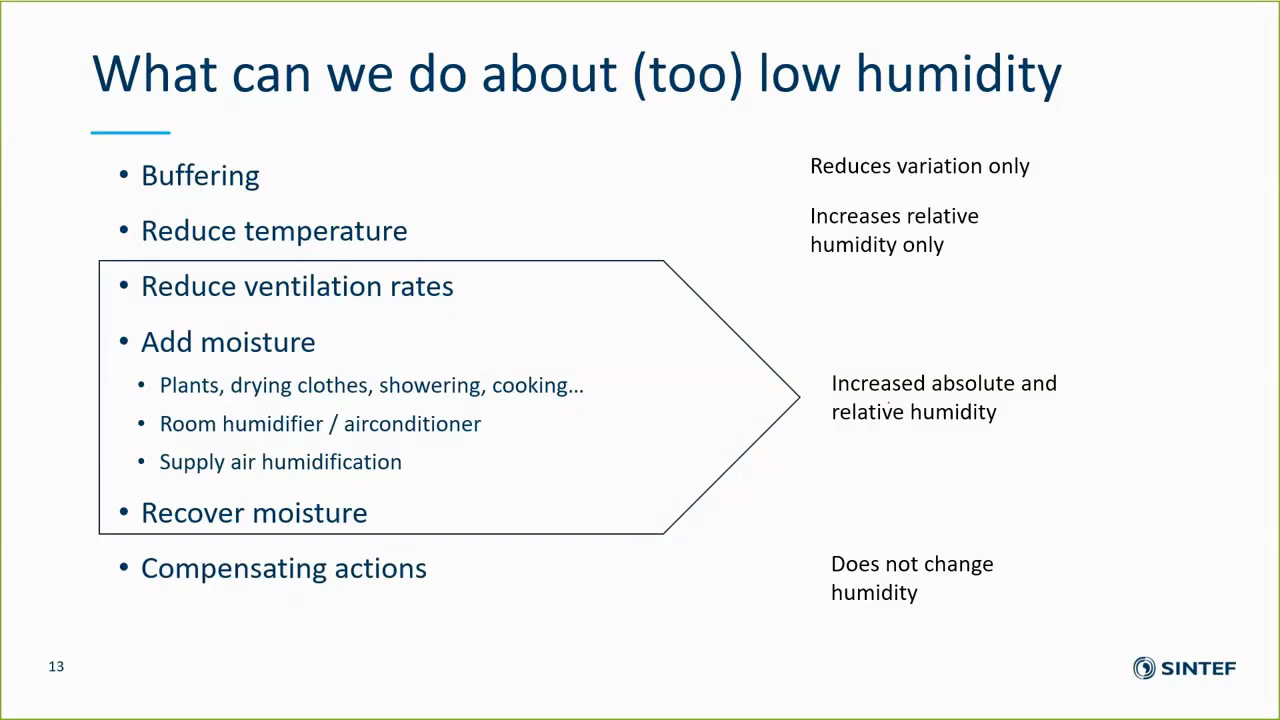 What can we do about (too) low humidity
• Buffering
Reduces variation only
• Reduce temperature
Increases relative
humidity only
• Reduce ventilation rates
• Add moisture
• Plants, drying clothes, showering, cooking…
• Room humidifier / airconditioner
• Supply air humidification
• Recover moisture
Increased absolute and
relative humidity
• Compensating actions
Does not change
humidity
13
SINTEF